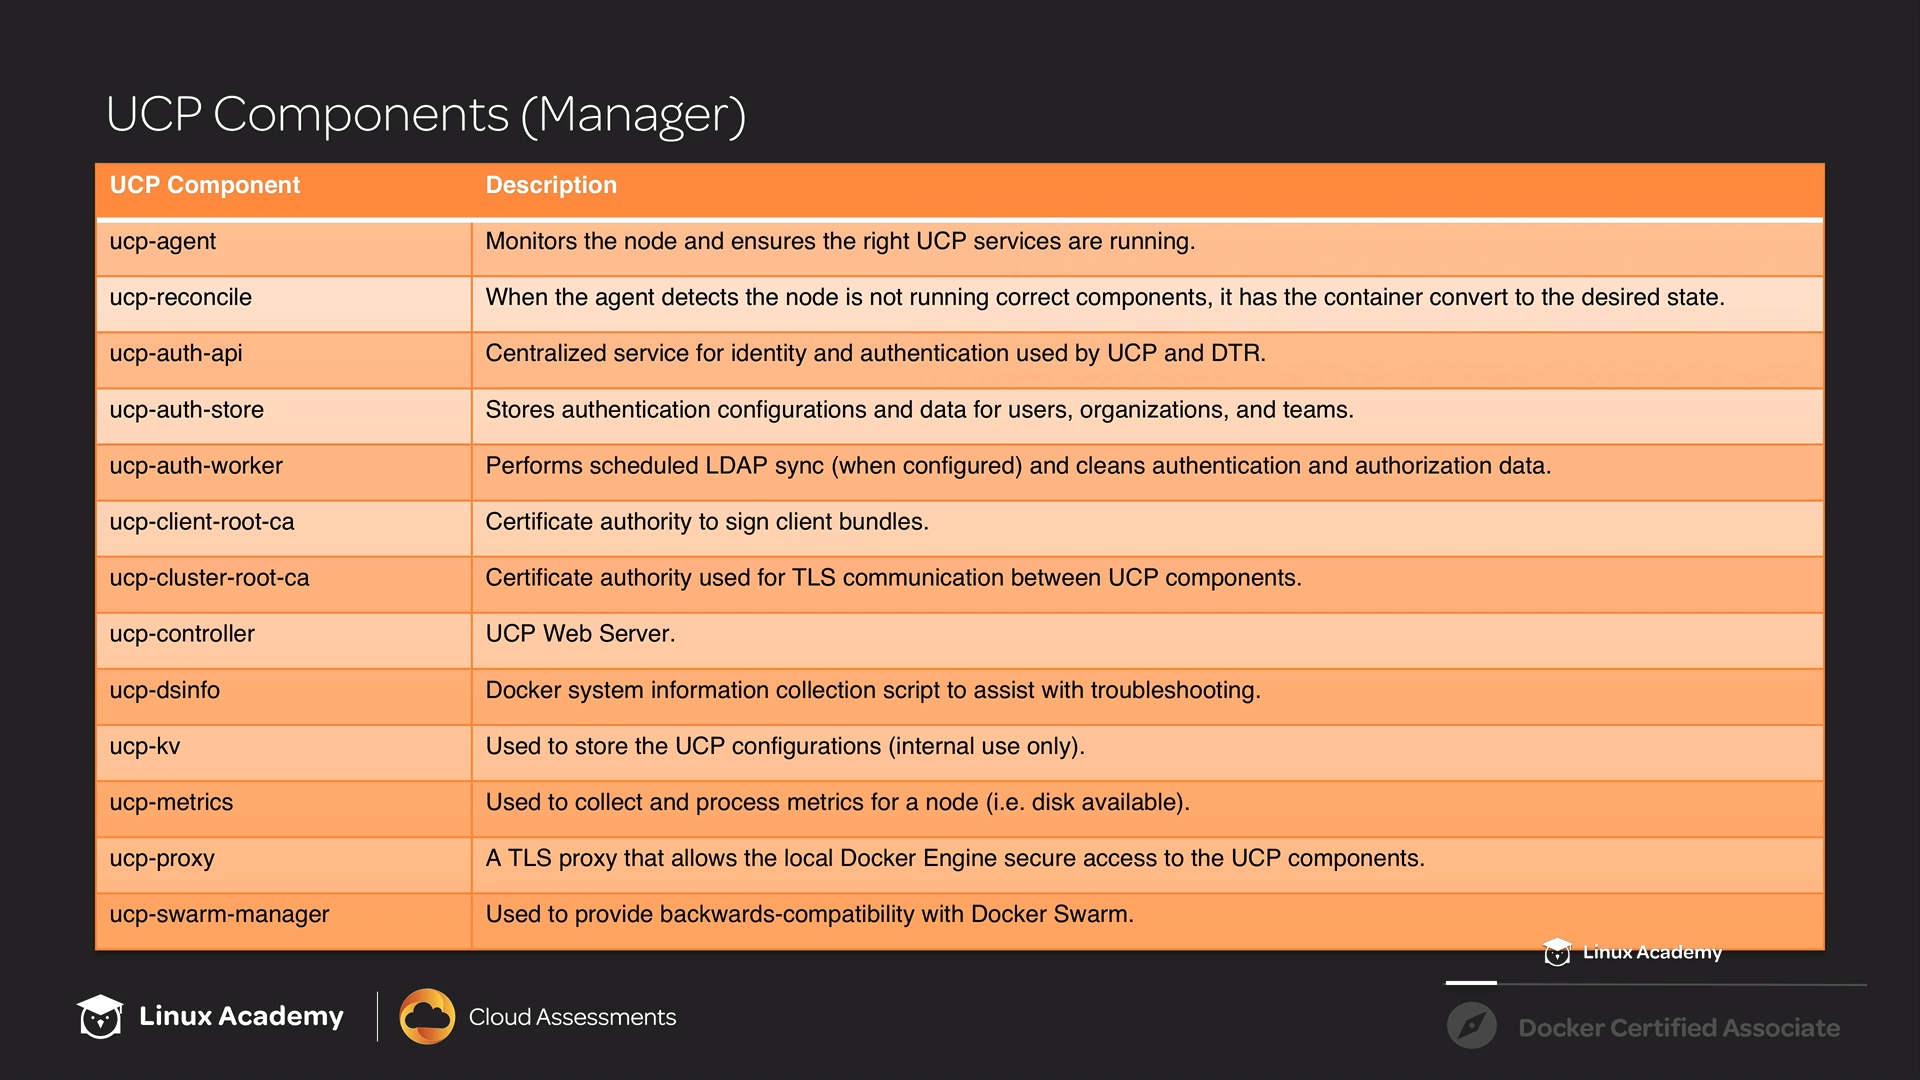 UCP Components (Manager)
UCP Component Description
ucp-agent Monitors the node and ensures the right UCP services are running.
ucp-reconcile When the agent detects the node is not running correct components, it has the container convert to the desired state.
ucp-auth-api Centralized service for identity and authentication used by UCP and DTR.
ucp-auth-store Stores authentication configurations and data for users, organizations, and teams.
ucp-auth-worker Performs scheduled LDAP sync (when configured) and cleans authentication and authorization data.
ucp-client-root-ca Certificate authority to sign client bundles.
ucp-cluster-root-ca Certificate authority used for TLS communication between UCP components.
ucp-controller UCP Web Server.
ucp-dsinfo Docker system information collection script to assist with troubleshooting.
ucp-kv Used to store the UCP configurations (internal use only).
ucp-metrics Used to collect and process metrics for a node (i.e. disk available).
ucp-proxy A TLS proxy that allows the local Docker Engine secure access to the UCP components.
ucp-swarm-manager Used to provide backwards-compatibility with Docker Swarm.
Linux Academy
Linux Academy Cloud Assessments
Docker Certified Associate